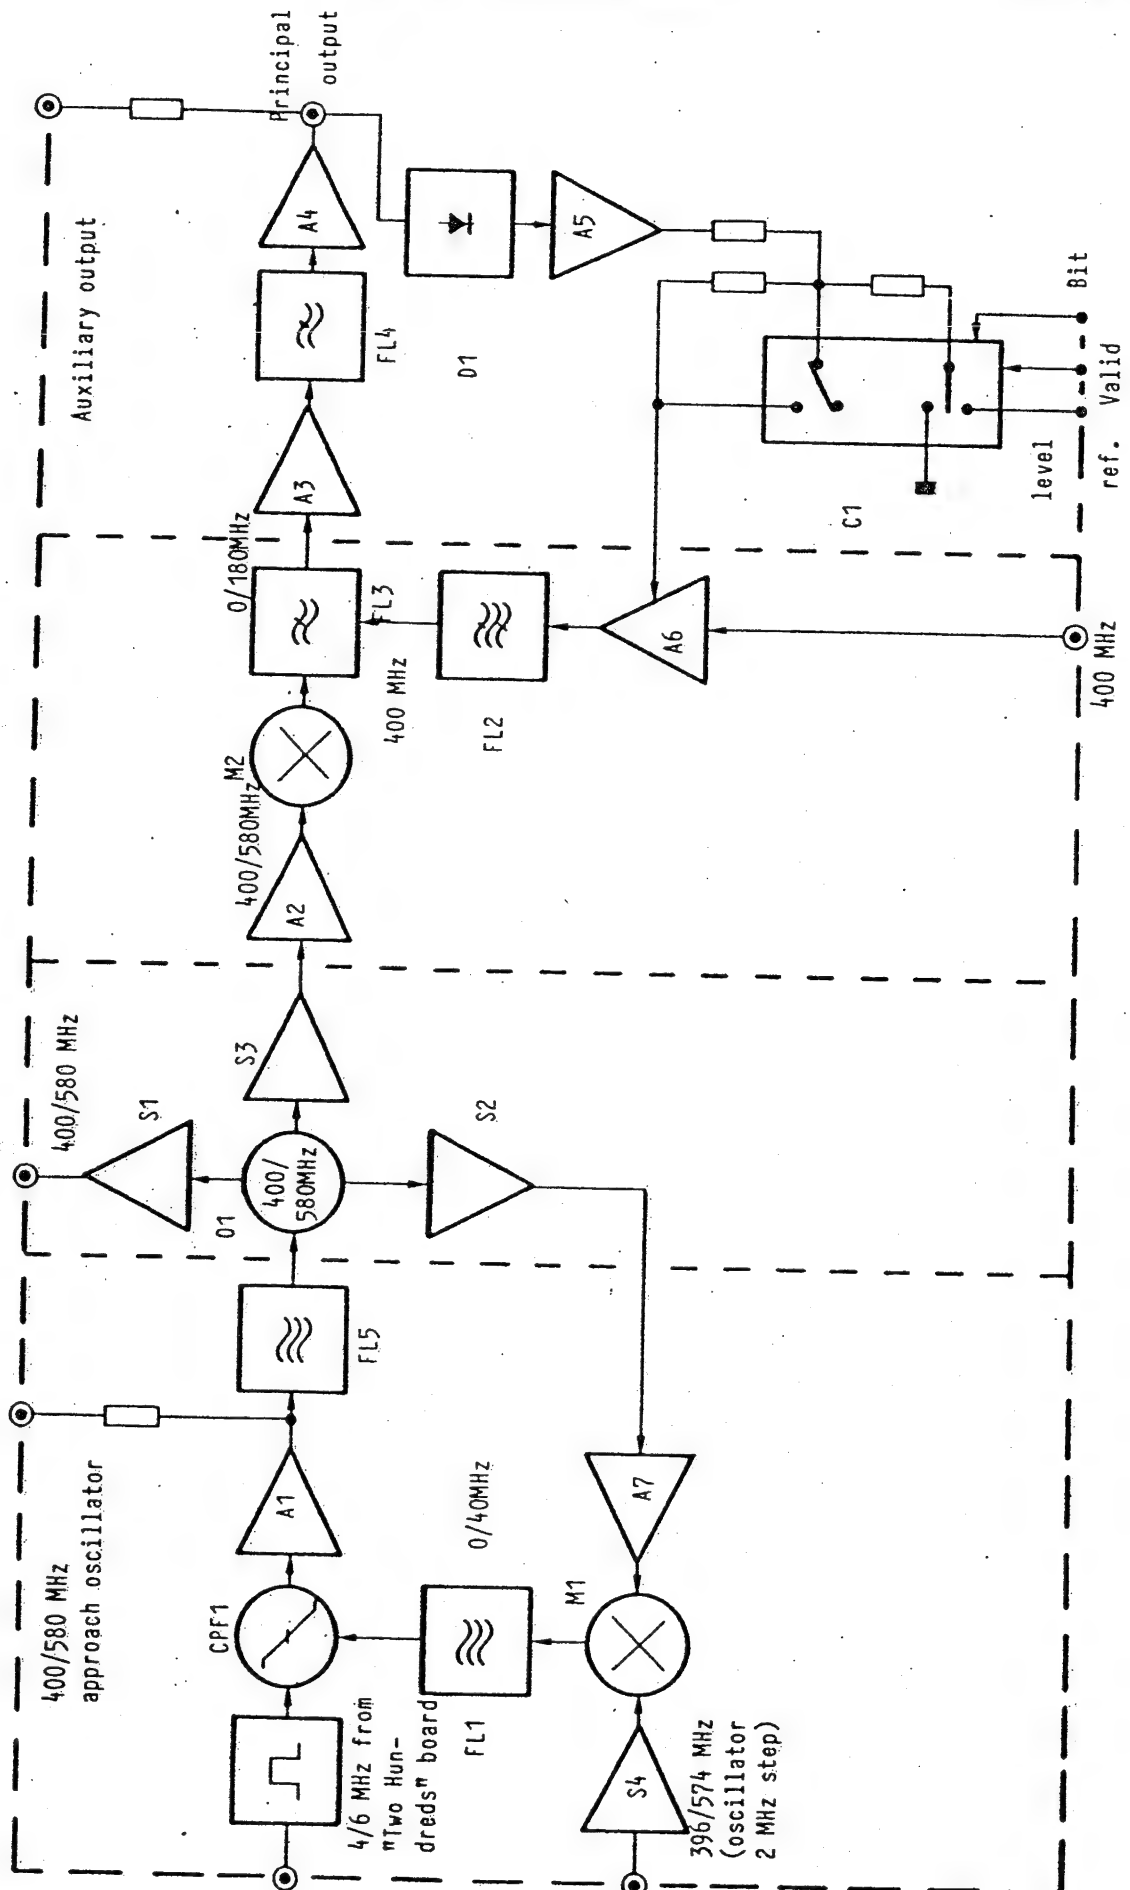 Principal
output
Auxiliary output
A4
FL4
D1
A5
A3
0/180MHz
FL3
400 MHz
FL2
A6
400 MHz
C1
level
ref.
Valid
Bit
M2
400/580MHz
A2
S3
400/580 MHz
S1
01
400/
580MHz
S2
FL5
400/580 MHz
approach oscillator
A1
CPF1
0/40MHz
A7
M1
FL1
4/6 MHz from
"Two Hun-
dreds" board
S4
396/574 MHz
(oscillator
2 MHz step)